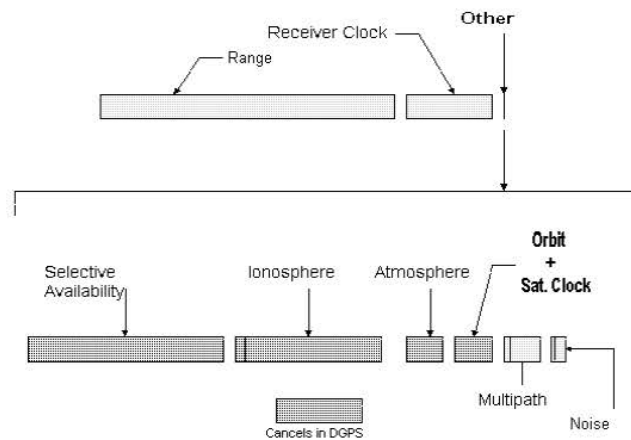 Other
Receiver Clock
Range
Orbit
+
Sat. Clock
Selective
Availability
Ionosphere
Atmosphere
Multipath
Noise
Cancels in DGPS